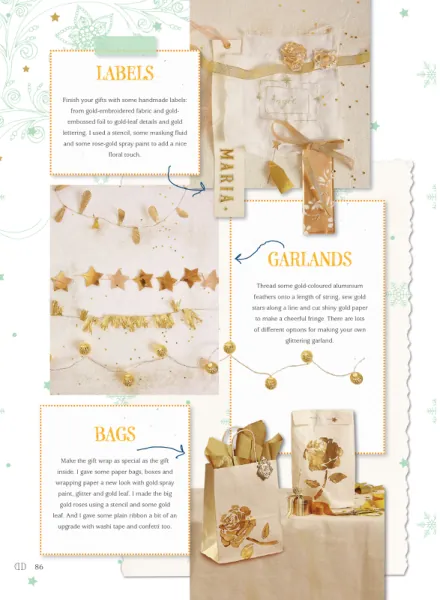 LABELS
Finish your gifts with some handmade labels:
from gold-embroidered fabric and gold-
embossed foil to gold-leaf details and gold
lettering. I used a stencil, some masking fluid
and some rose-gold spray paint to add a nice
floral touch.
MARIA
GARLANDS
Thread some gold-coloured aluminium
feathers onto a length of string, sew gold
stars along a line and cut shiny gold paper
to make a cheerful fringe. There are lots
of different options for making your own
glittering garland.
BAGS
Make the gift wrap as special as the gift
inside. I gave some paper bags, boxes and
wrapping paper a new look with gold spray
paint, glitter and gold leaf. I made the big
gold roses using a stencil and some gold
leaf. And I gave some plain ribbon a bit of an
upgrade with washi tape and confetti too.
86